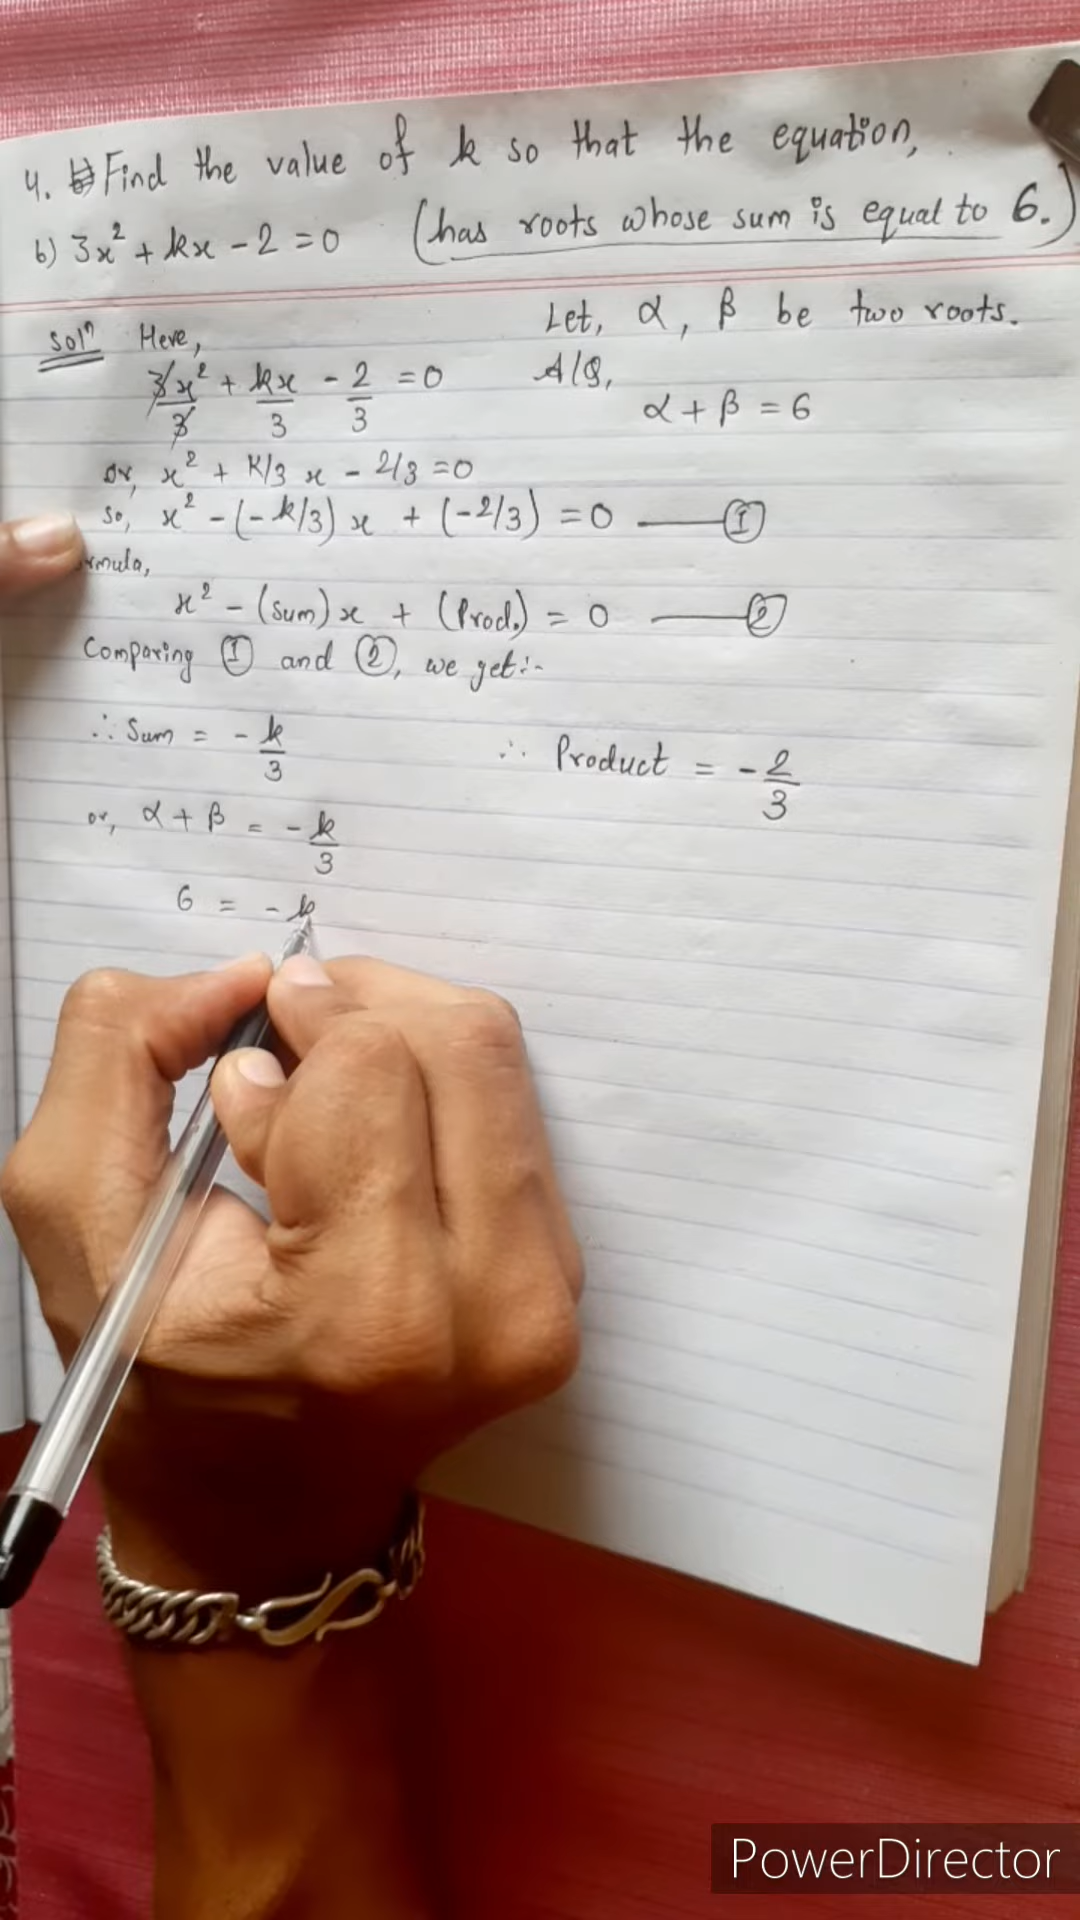 4. Find the value of k so that the equation,
b) 3x² + kx - 2 = 0 (has roots whose sum is equal to 6.)
Solⁿ Here,
Let, α, β be two roots.
3x²/3 + kx/3 - 2/3 = 0
A/Q,
α + β = 6
or, x² + k/3 x - 2/3 = 0
so, x² - (-k/3) x + (-2/3) = 0 —— ①
x² - (Sum) x + (Prod.) = 0 —— ②
Comparing ① and ②, we get:-
∴ Sum = -k/3
∴ Product = -2/3
or, α + β = -k/3
6 = -k
PowerDirector